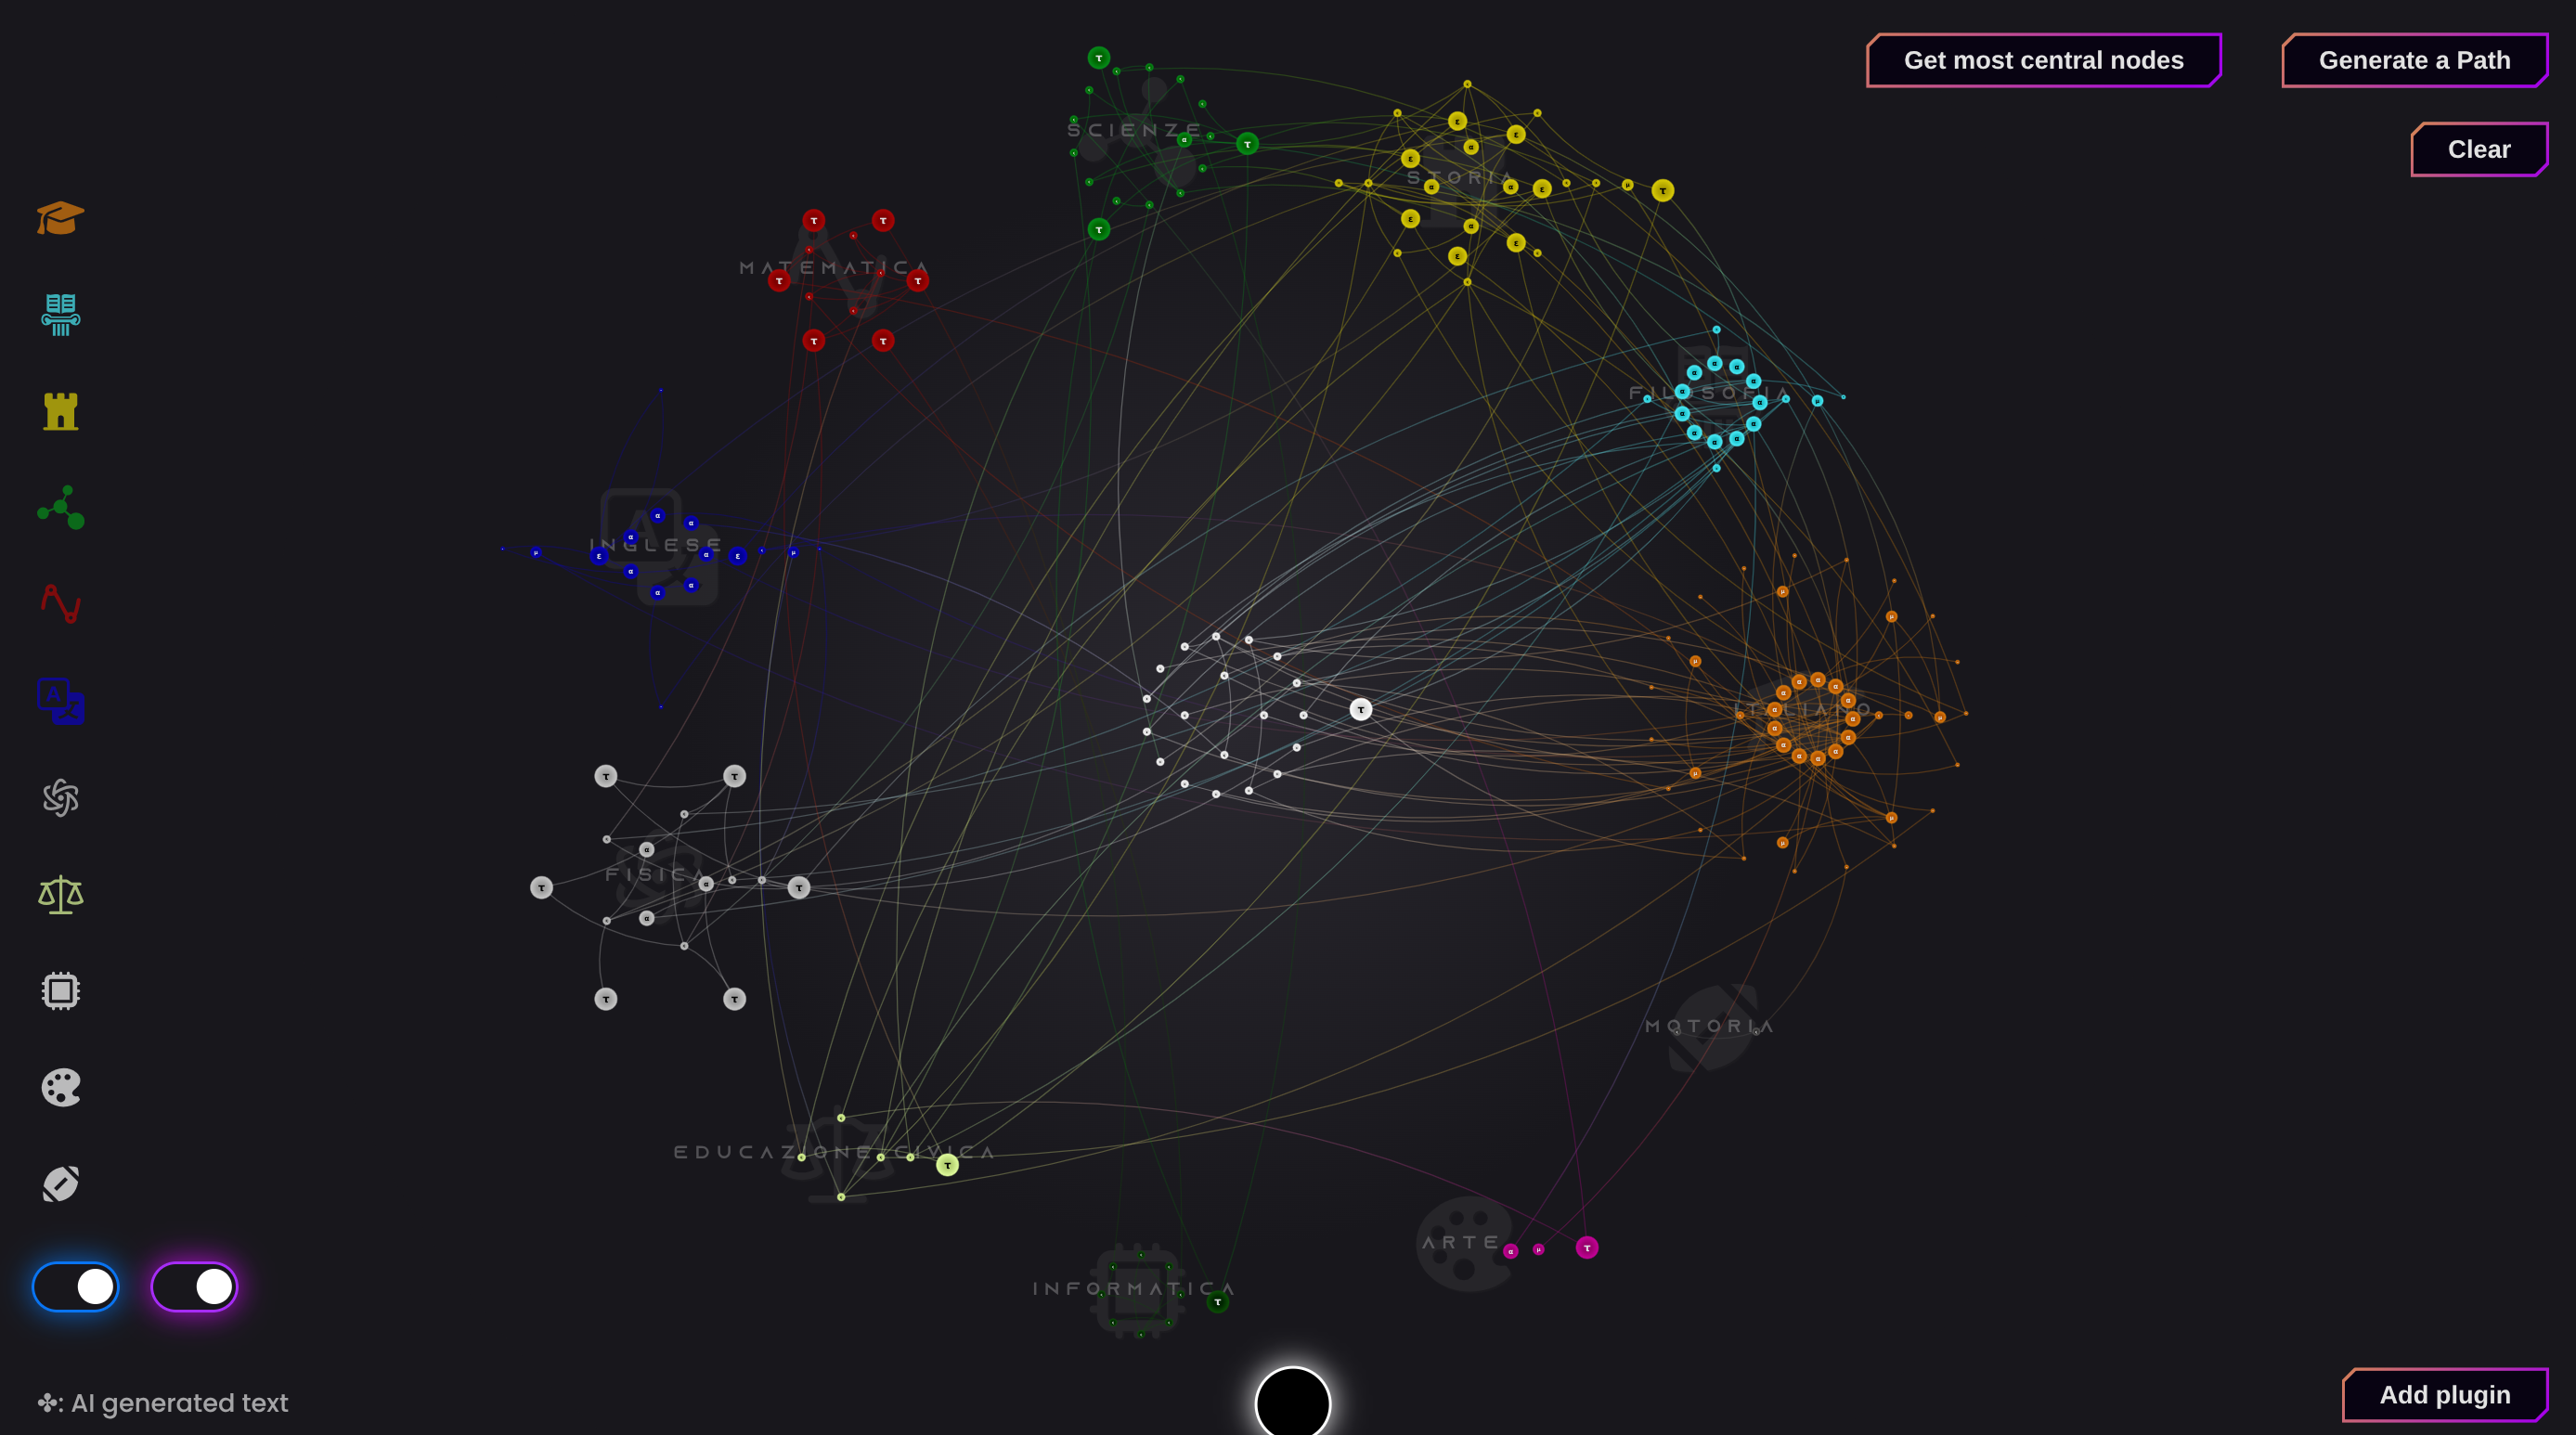 Get most central nodes
Generate a Path
Clear
SCIENZE
STORIA
MATEMATICA
FILOSOFIA
INGLESE
ITALIANO
FISICA
MOTORIA
EDUCAZIONE CIVICA
ARTE
INFORMATICA
✤: AI generated text
Add plugin